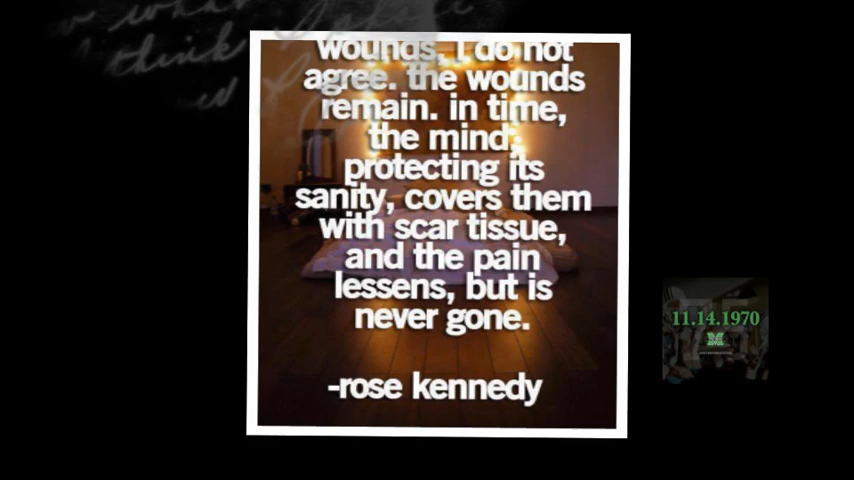 think
wounds, I do not
agree. the wounds
remain. in time,
the mind,
protecting its
sanity, covers them
with scar tissue,
and the pain
lessens, but is
never gone.
-rose kennedy
11.14.1970